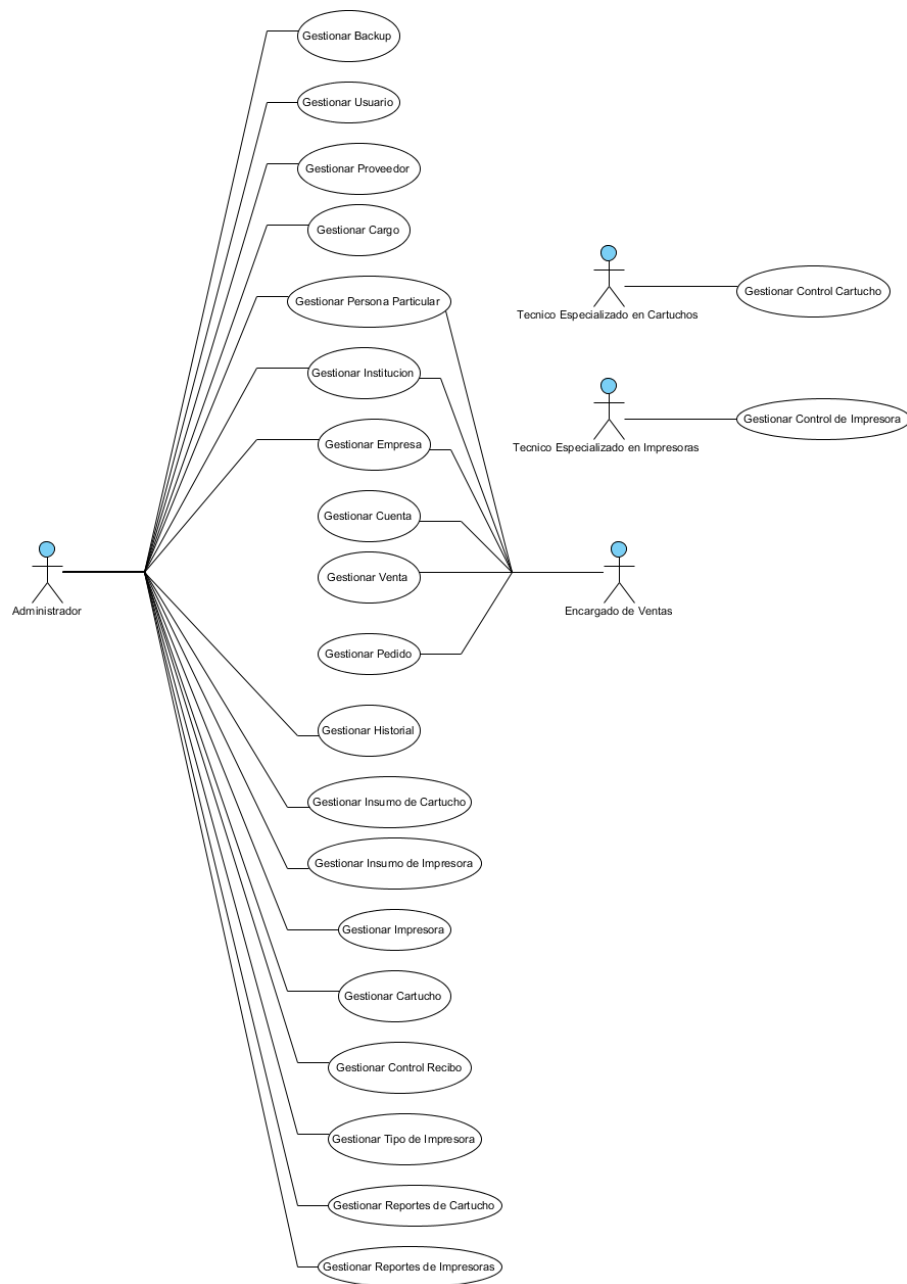 Gestionar Backup
Gestionar Usuario
Gestionar Proveedor
Gestionar Cargo
Gestionar Persona Particular
Tecnico Especializado en Cartuchos
Gestionar Control Cartucho
Gestionar Institucion
Gestionar Empresa
Tecnico Especializado en Impresoras
Gestionar Control de Impresora
Gestionar Cuenta
Gestionar Venta
Administrador
Encargado de Ventas
Gestionar Pedido
Gestionar Historial
Gestionar Insumo de Cartucho
Gestionar Insumo de Impresora
Gestionar Impresora
Gestionar Cartucho
Gestionar Control Recibo
Gestionar Tipo de Impresora
Gestionar Reportes de Cartucho
Gestionar Reportes de Impresoras